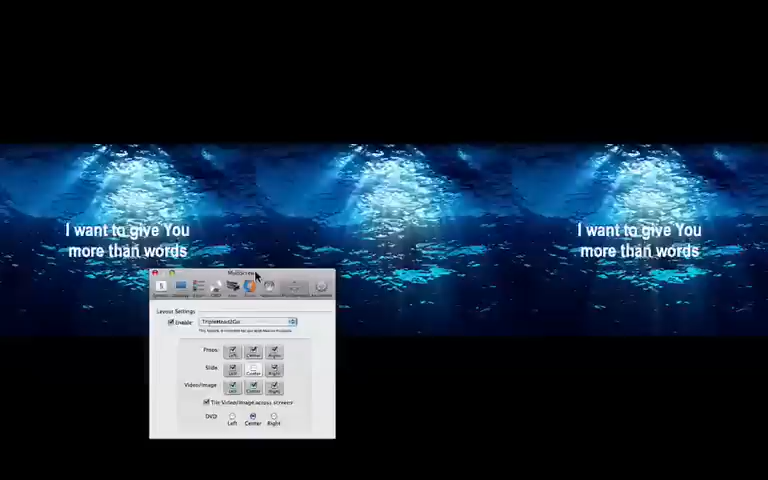 I want to give You
more than words
I want to give You
more than words
Multiscreen
Layout Settings
Enable: TripleHead2Go
Props: Left Center Right
Slide: Left Center Right
Video/Image: Left Center Right
Tile Video/Image across screens
DVD: Left Center Right